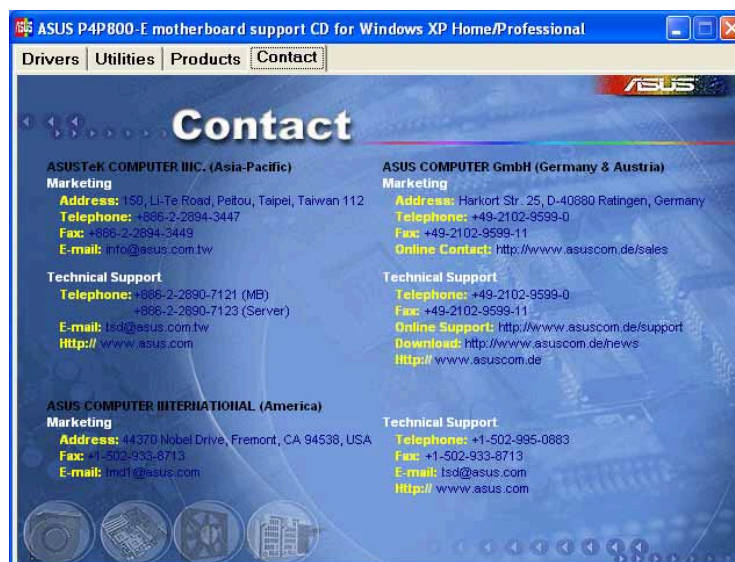 ASUS P4P800-E motherboard support CD for Windows XP Home/Professional
Drivers Utilities Products Contact
ASUS
Contact
ASUSTeK COMPUTER INC. (Asia-Pacific)
Marketing
Address: 150, Li-Te Road, Peitou, Taipei, Taiwan 112
Telephone: +886-2-2894-3447
Fax: +886-2-2894-3449
E-mail: info@asus.com.tw
Technical Support
Telephone: +886-2-2890-7121 (MB)
+886-2-2890-7123 (Server)
E-mail: tsd@asus.com.tw
Http:// www.asus.com
ASUS COMPUTER GmbH (Germany & Austria)
Marketing
Address: Harkort Str. 25, D-40880 Ratingen, Germany
Telephone: +49-2102-9599-0
Fax: +49-2102-9599-11
Online Contact: http://www.asuscom.de/sales
Technical Support
Telephone: +49-2102-9599-0
Fax: +49-2102-9599-11
Online Support: http://www.asuscom.de/support
Download: http://www.asuscom.de/news
Http:// www.asuscom.de
ASUS COMPUTER INTERNATIONAL (America)
Marketing
Address: 44370 Nobel Drive, Fremont, CA 94538, USA
Fax: +1-502-933-8713
E-mail: tmd1@asus.com
Technical Support
Telephone: +1-502-995-0883
Fax: +1-502-933-8713
E-mail: tsd@asus.com
Http:// www.asus.com